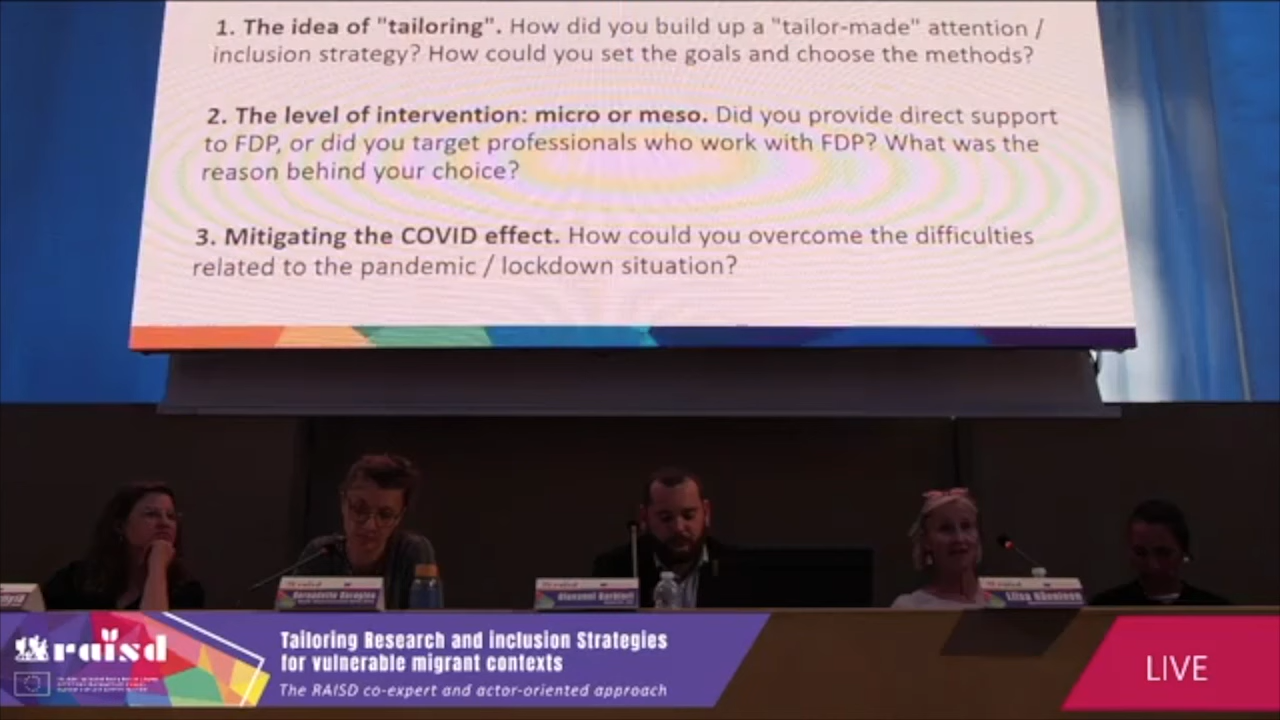 1. The idea of "tailoring". How did you build up a "tailor-made" attention /
inclusion strategy? How could you set the goals and choose the methods?
2. The level of intervention: micro or meso. Did you provide direct support
to FDP, or did you target professionals who work with FDP? What was the
reason behind your choice?
3. Mitigating the COVID effect. How could you overcome the difficulties
related to the pandemic / lockdown situation?
raisd
Tailoring Research and inclusion Strategies
for vulnerable migrant contexts
The RAISD co-expert and actor-oriented approach
LIVE